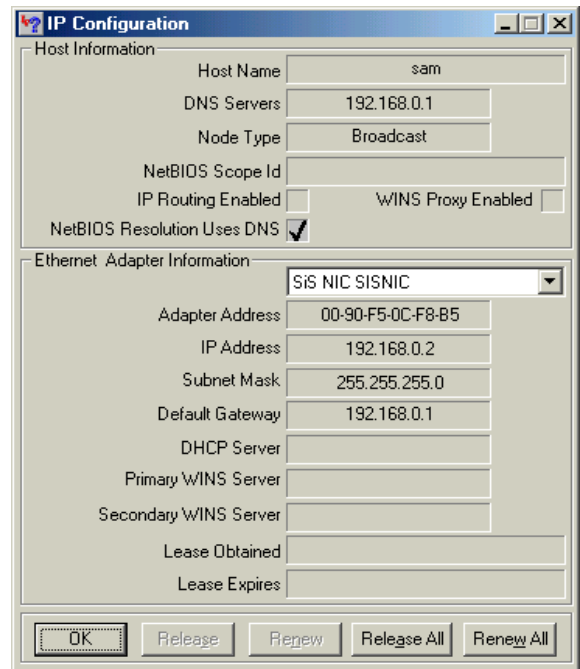 IP Configuration
Host Information
Host Name sam
DNS Servers 192.168.0.1
Node Type Broadcast
NetBIOS Scope Id
IP Routing Enabled WINS Proxy Enabled
NetBIOS Resolution Uses DNS
Ethernet Adapter Information
SiS NIC SISNIC
Adapter Address 00-90-F5-0C-F8-B5
IP Address 192.168.0.2
Subnet Mask 255.255.255.0
Default Gateway 192.168.0.1
DHCP Server
Primary WINS Server
Secondary WINS Server
Lease Obtained
Lease Expires
OK Release Renew Release All Renew All